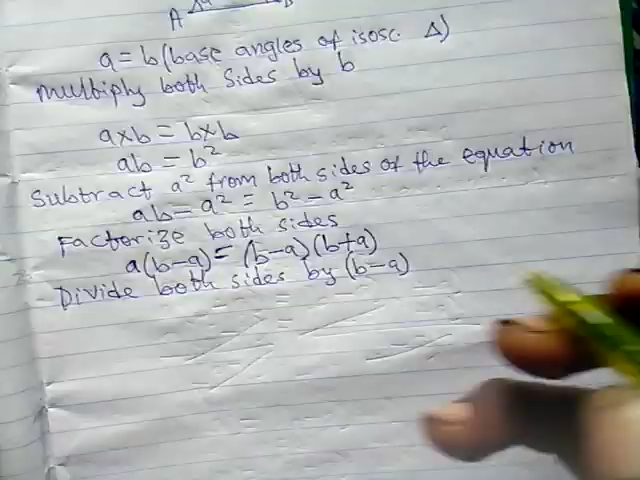 A
a = b (base angles of isosc. Δ)
Multiply both sides by b
a×b = b×b
ab = b²
Subtract a² from both sides of the equation
ab - a² = b² - a²
Factorize both sides
a(b-a) = (b-a)(b+a)
Divide both sides by (b-a)